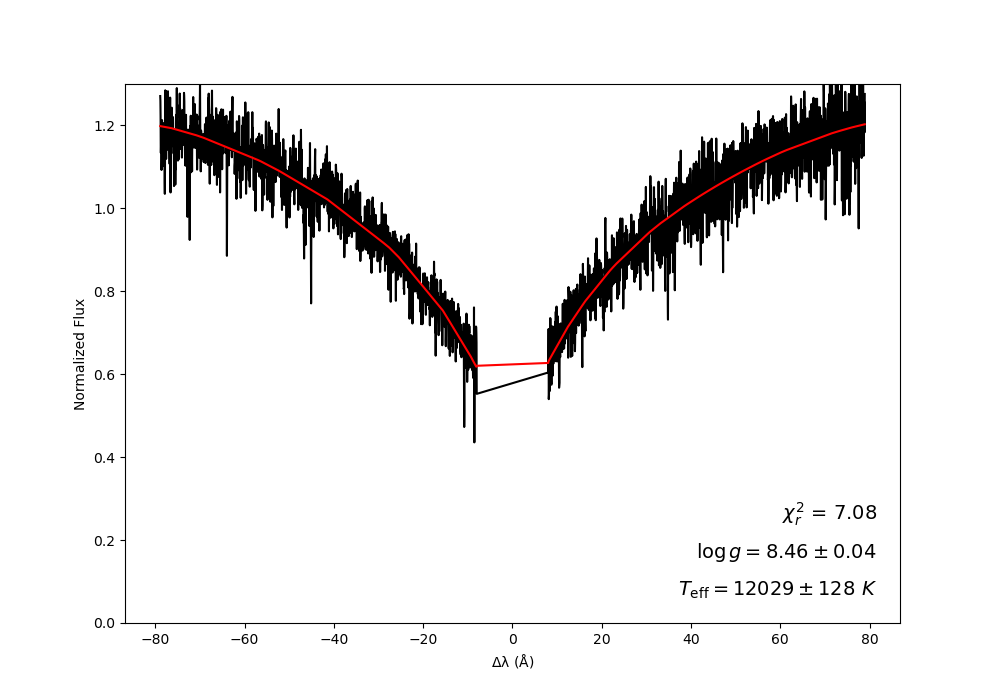 1.2
1.0
0.8
0.6
0.4
0.2
0.0
Normalized Flux
χ²ᵣ = 7.08
log g = 8.46 ± 0.04
T_eff = 12029 ± 128 K
−80 −60 −40 −20 0 20 40 60 80
Δλ (Å)